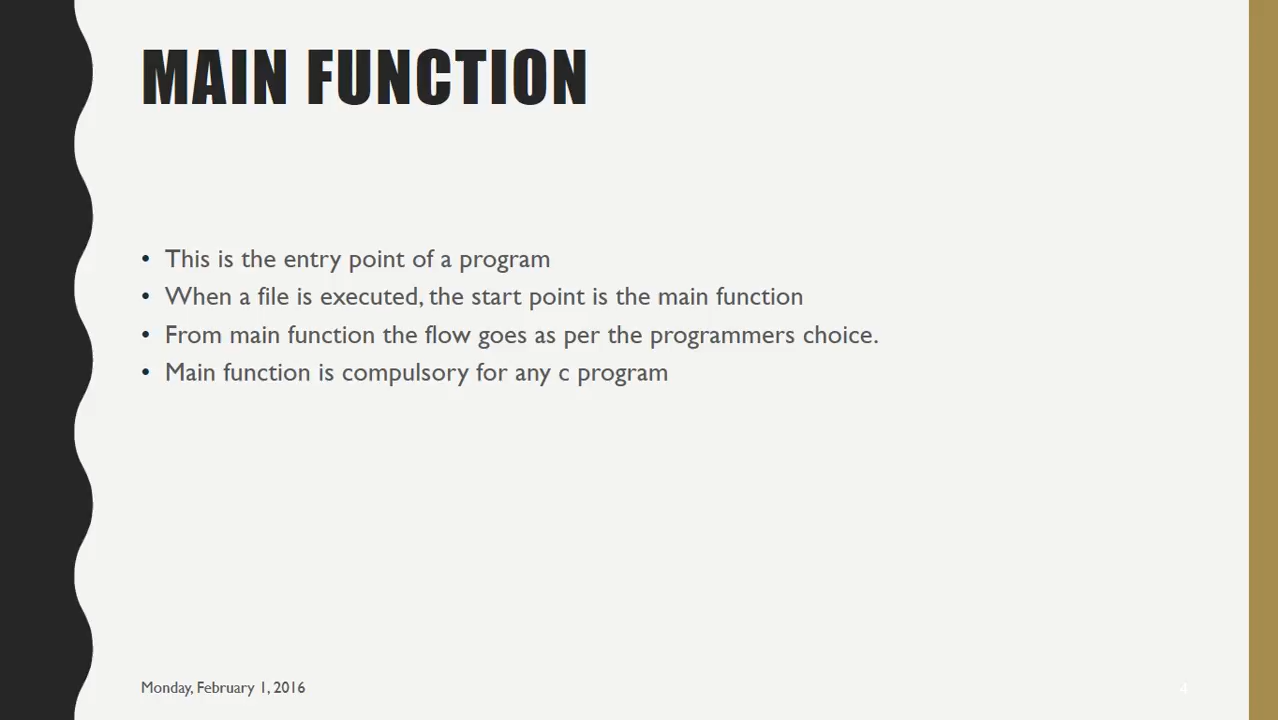 MAIN FUNCTION
• This is the entry point of a program
• When a file is executed, the start point is the main function
• From main function the flow goes as per the programmers choice.
• Main function is compulsory for any c program
Monday, February 1, 2016
4